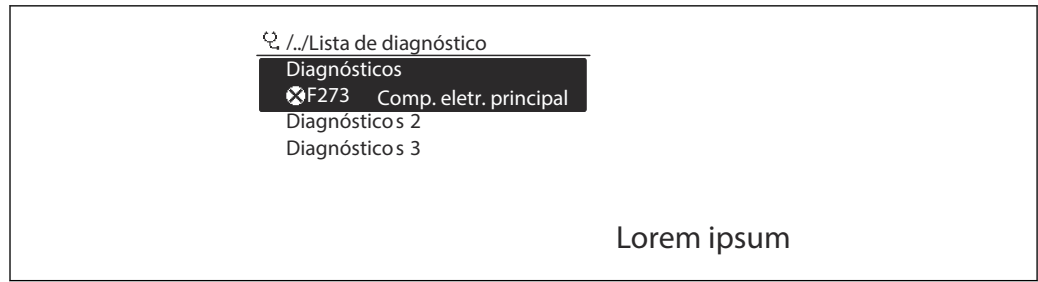 /../Lista de diagnóstico
Diagnósticos
F273 Comp. eletr. principal
Diagnósticos 2
Diagnósticos 3
Lorem ipsum